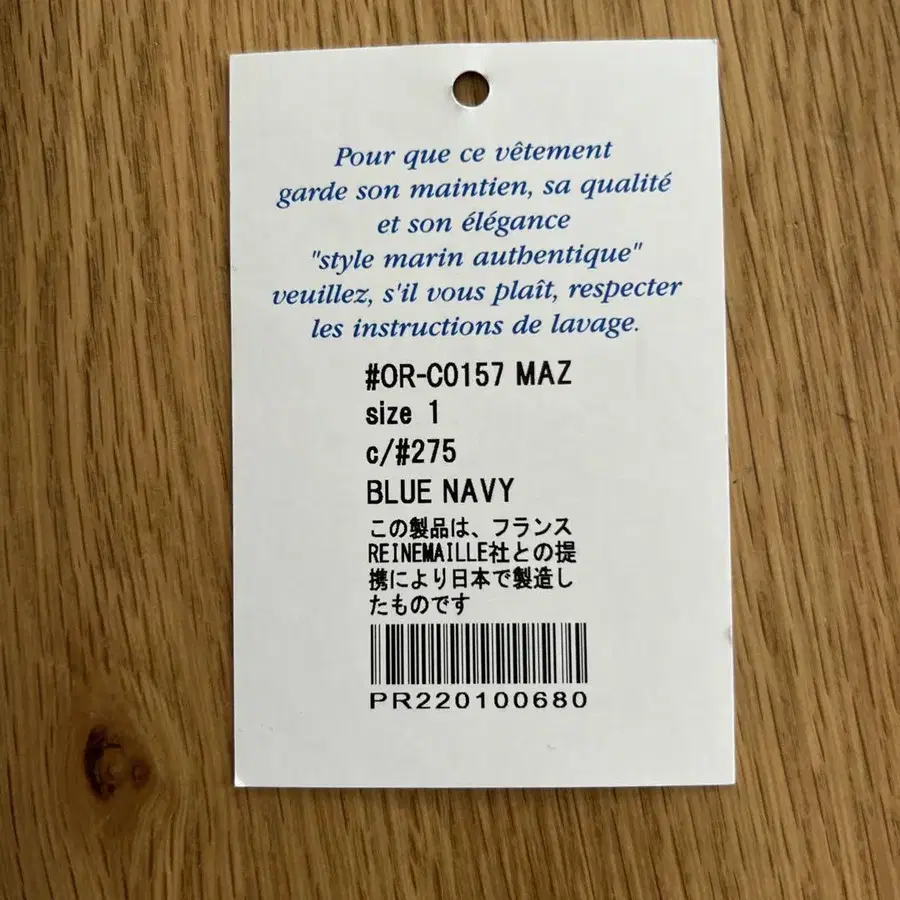 Pour que ce vêtement
garde son maintien, sa qualité
et son élégance
"style marin authentique"
veuillez, s'il vous plaît, respecter
les instructions de lavage.
#OR-C0157 MAZ
size 1
c/#275
BLUE NAVY
この製品は、フランス
REINEMAILLE社との提
携により日本で製造し
たものです
PR220100680